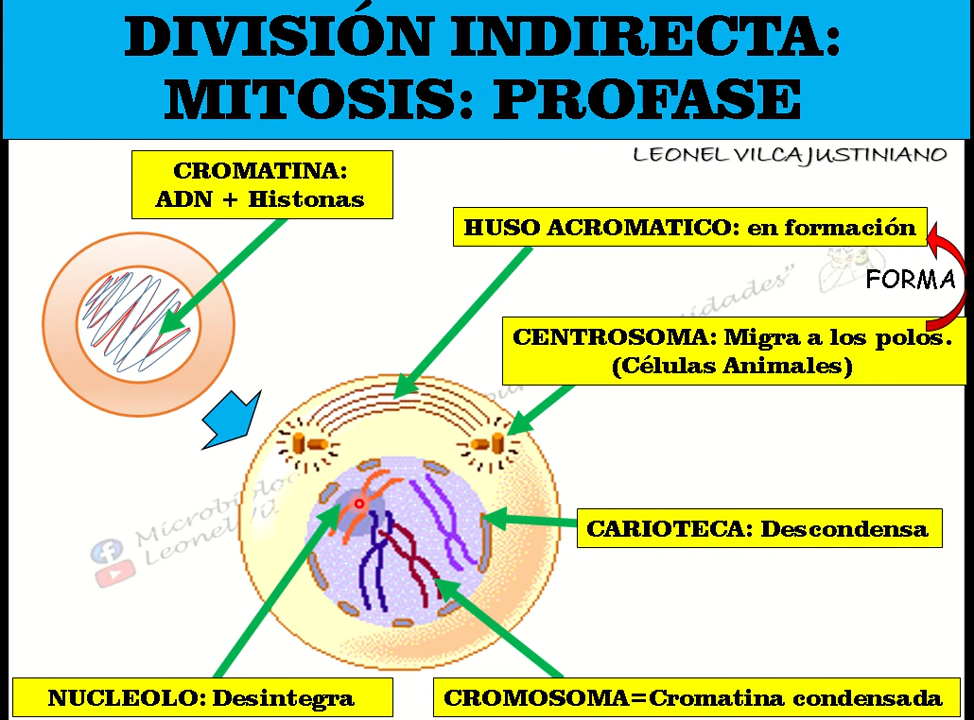 DIVISIÓN INDIRECTA:
MITOSIS: PROFASE
LEONEL VILCA JUSTINIANO
CROMATINA:
ADN + Histonas
HUSO ACROMATICO: en formación
FORMA
CENTROSOMA: Migra a los polos.
(Células Animales)
CARIOTECA: Descondensa
NUCLEOLO: Desintegra
CROMOSOMA=Cromatina condensada